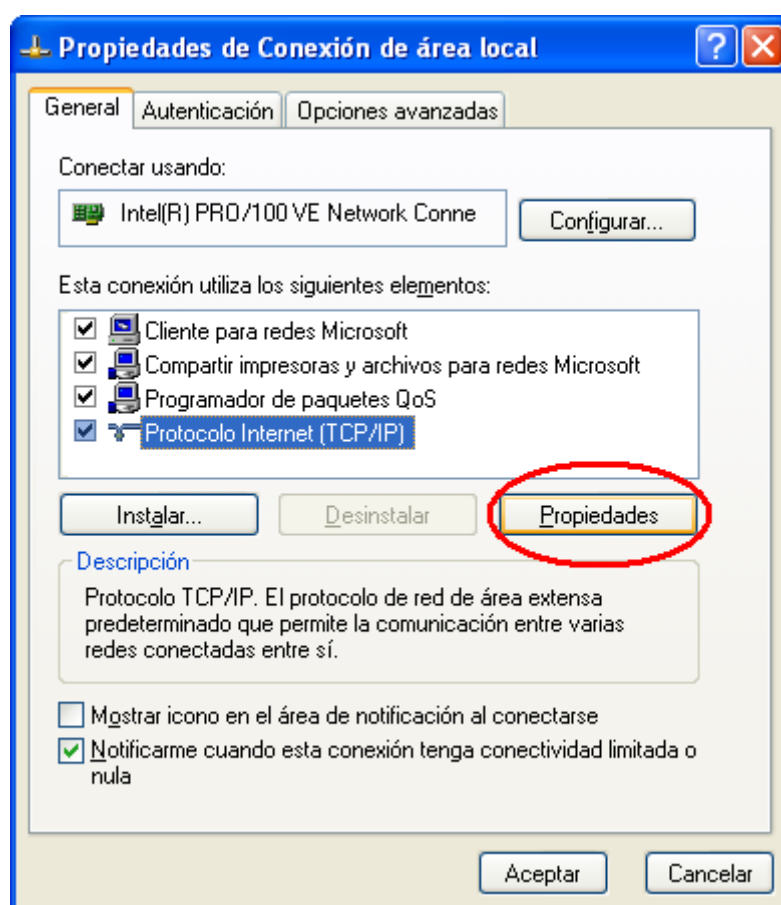 Propiedades de Conexión de área local
General
Autenticación
Opciones avanzadas
Conectar usando:
Intel(R) PRO/100 VE Network Conne
Configurar...
Esta conexión utiliza los siguientes elementos:
Cliente para redes Microsoft
Compartir impresoras y archivos para redes Microsoft
Programador de paquetes QoS
Protocolo Internet (TCP/IP)
Instalar...
Desinstalar
Propiedades
Descripción
Protocolo TCP/IP. El protocolo de red de área extensa
predeterminado que permite la comunicación entre varias
redes conectadas entre sí.
Mostrar icono en el área de notificación al conectarse
Notificarme cuando esta conexión tenga conectividad limitada o
nula
Aceptar
Cancelar